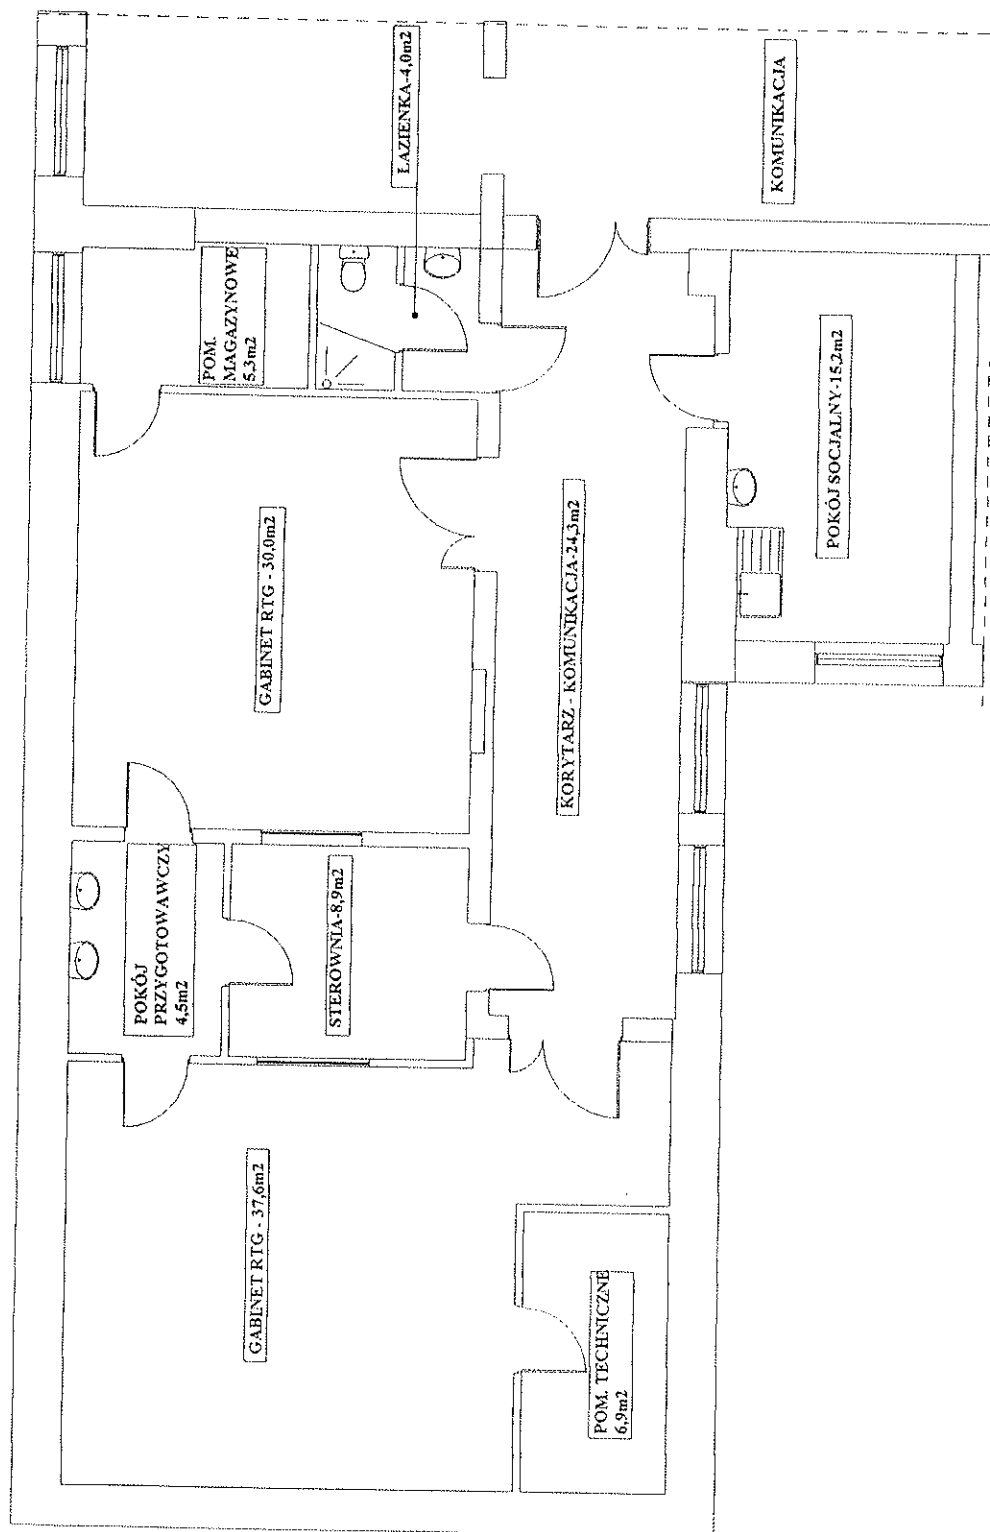 POKÓJ
PRZYGOTOWAWCZY
4,5m2
POM.
MAGAZYNOWE
5,3m2
GABINET RTG - 37,6m2
GABINET RTG - 30,0m2
STEROWNIA-8,9m2
ŁAZIENKA-4,0m2
KORYTARZ - KOMUNIKACJA-24,3m2
POM. TECHNICZNE
6,9m2
KOMUNIKACJA
POKÓJ SOCJALNY-15,2m2